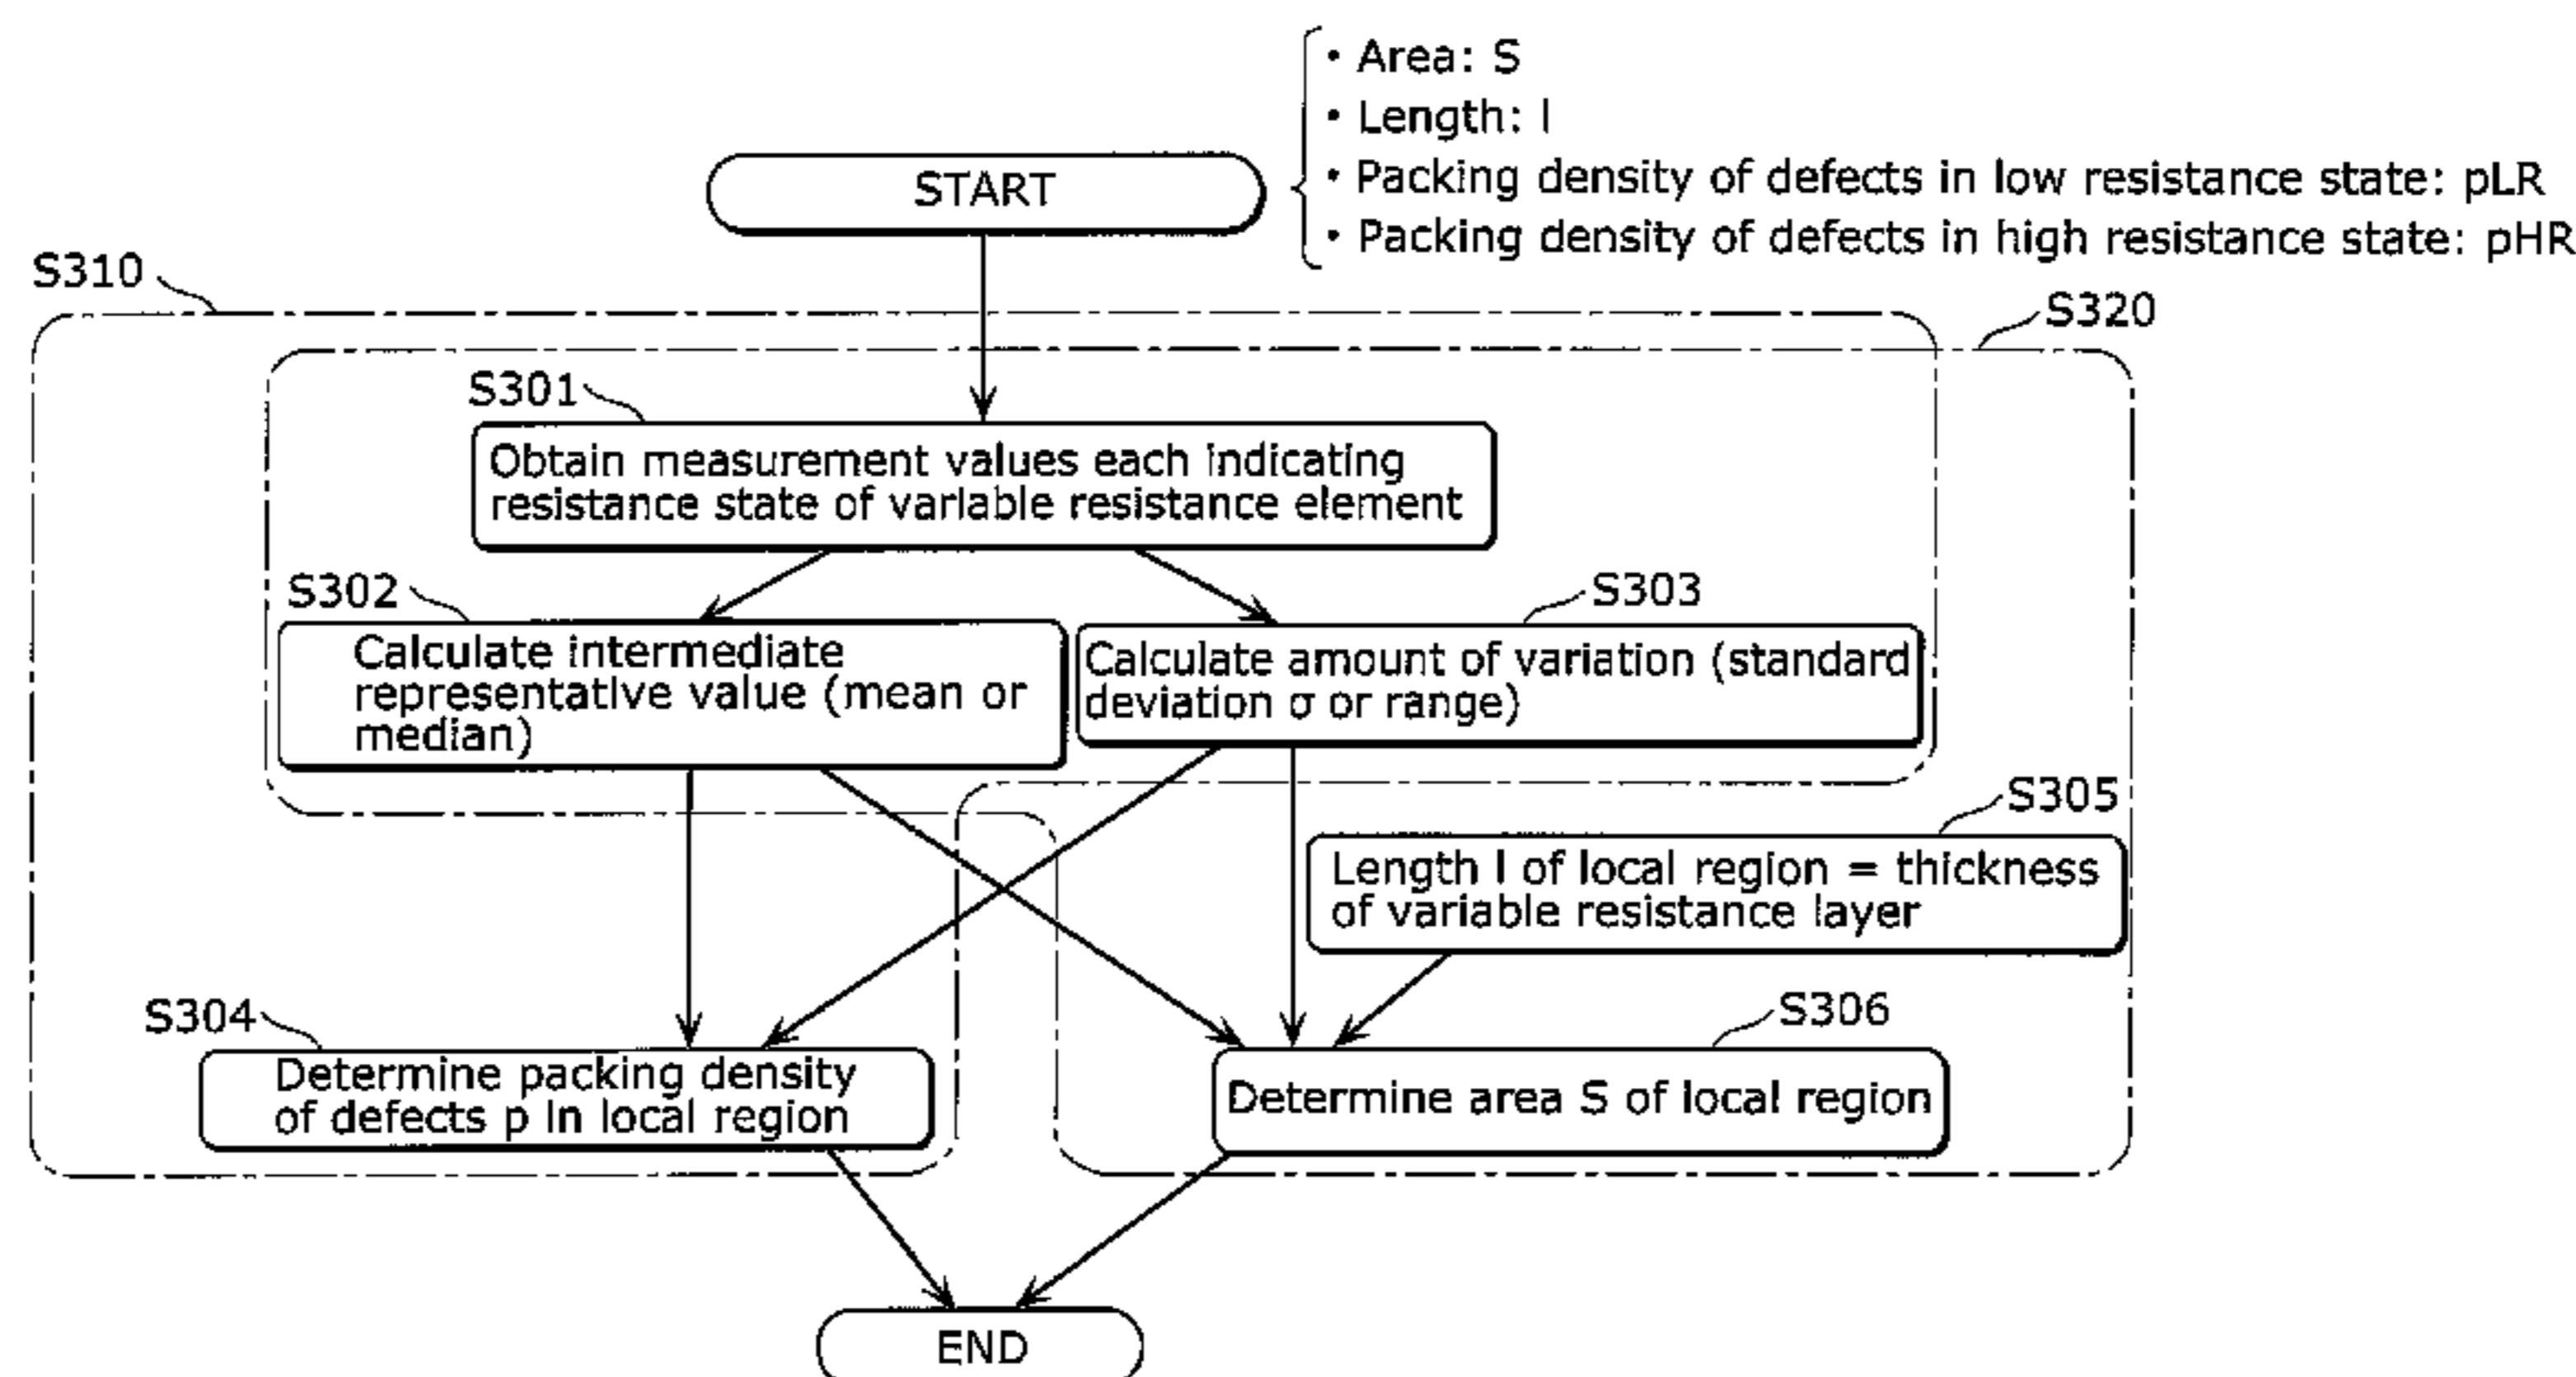 • Area: S
• Length: l
• Packing density of defects in low resistance state: pLR
• Packing density of defects in high resistance state: pHR
START
S310
S320
S301
Obtain measurement values each indicating
resistance state of variable resistance element
S302
Calculate intermediate
representative value (mean or
median)
S303
Calculate amount of variation (standard
deviation σ or range)
S305
Length l of local region = thickness
of variable resistance layer
S304
Determine packing density
of defects p in local region
S306
Determine area S of local region
END